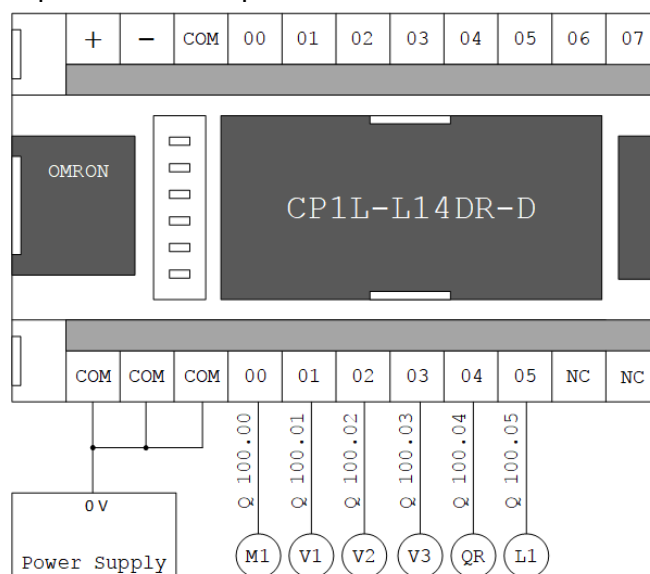 + − COM 00 01 02 03 04 05 06 07
OMRON
CP1L-L14DR-D
COM COM COM 00 01 02 03 04 05 NC NC
Q 100.00
Q 100.01
Q 100.02
Q 100.03
Q 100.04
Q 100.05
0V
Power Supply
M1 V1 V2 V3 QR L1